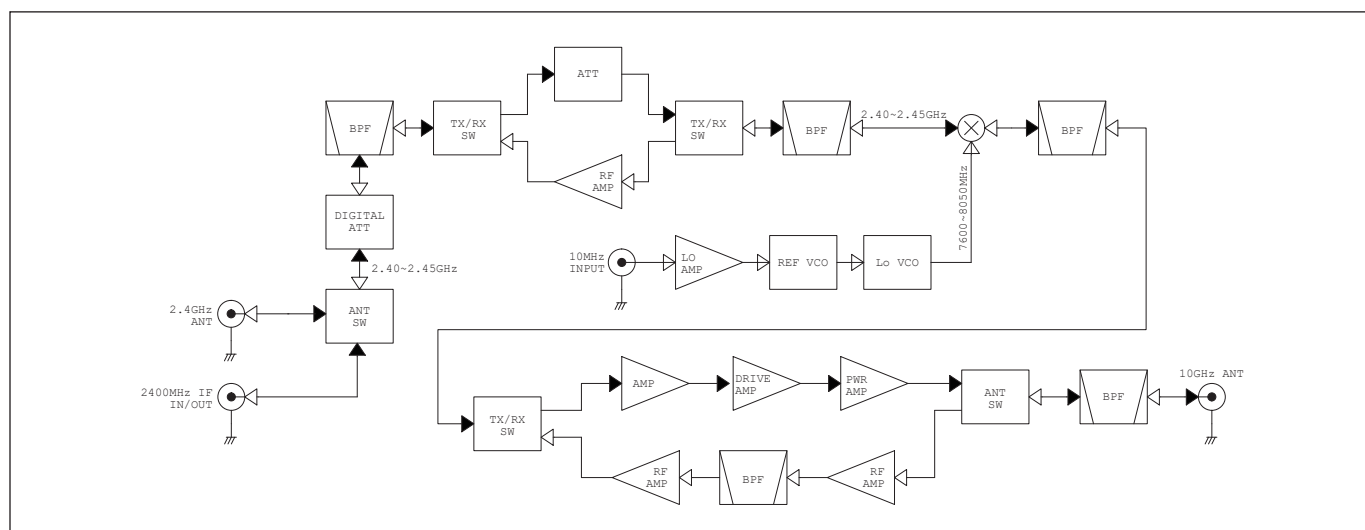 ATT
BPF
TX/RX
SW
TX/RX
SW
BPF
2.40~2.45GHz
BPF
RF
AMP
DIGITAL
ATT
7600~8050MHz
10MHz
INPUT
LO
AMP
REF VCO
Lo VCO
2.40~2.45GHz
2.4GHz
ANT
ANT
SW
2400MHz IF
IN/OUT
AMP
DRIVE
AMP
PWR
AMP
ANT
SW
BPF
10GHz ANT
TX/RX
SW
RF
AMP
BPF
RF
AMP